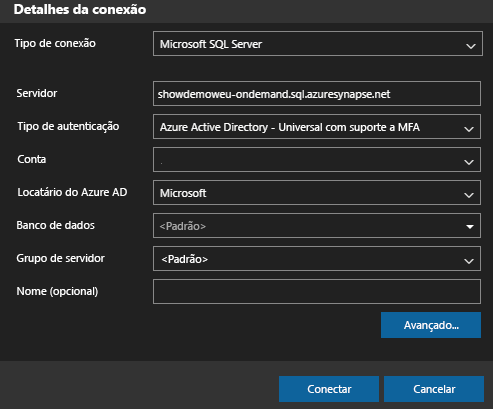 Detalhes da conexão
Tipo de conexão
Microsoft SQL Server
Servidor
showdemoweu-ondemand.sql.azuresynapse.net
Tipo de autenticação
Azure Active Directory - Universal com suporte a MFA
Conta
Locatário do Azure AD
Microsoft
Banco de dados
<Padrão>
Grupo de servidor
<Padrão>
Nome (opcional)
Avançado...
Conectar
Cancelar